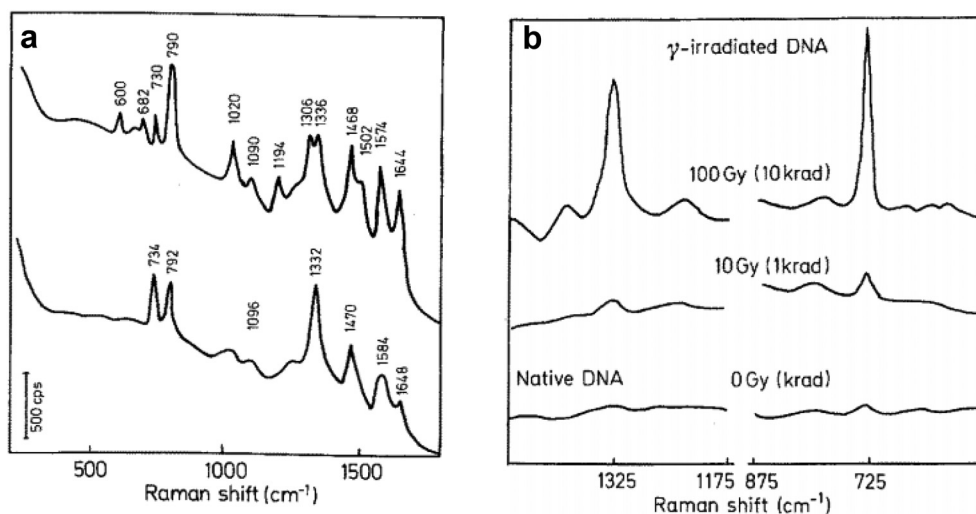 a
600
682
730
790
1020
1090
1194
1306
1336
1468
1502
1574
1644
734
792
1096
1332
1470
1584
1648
500 cps
500
1000
1500
Raman shift (cm⁻¹)
b
γ-irradiated DNA
100 Gy (10 krad)
10 Gy (1 krad)
Native DNA
0 Gy (krad)
1325
1175
875
725
Raman shift (cm⁻¹)